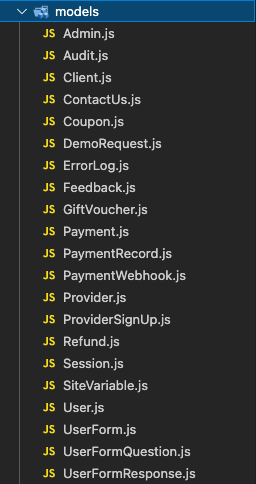 models
JS Admin.js
JS Audit.js
JS Client.js
JS ContactUs.js
JS Coupon.js
JS DemoRequest.js
JS ErrorLog.js
JS Feedback.js
JS GiftVoucher.js
JS Payment.js
JS PaymentRecord.js
JS PaymentWebhook.js
JS Provider.js
JS ProviderSignUp.js
JS Refund.js
JS Session.js
JS SiteVariable.js
JS User.js
JS UserForm.js
JS UserFormQuestion.js
JS UserFormResponse.js